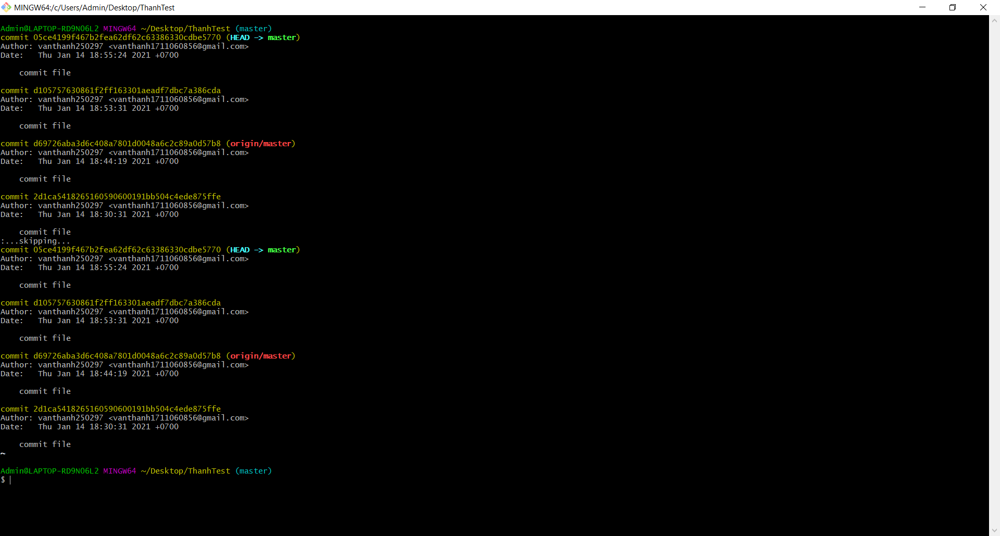 MINGW64:/c/Users/Admin/Desktop/ThanhTest
Admin@LAPTOP-RD9NO6L2 MINGW64 ~/Desktop/ThanhTest (master)
commit 05ce4199f467b2fea62df62c63386330cdbe5770 (HEAD -> master)
Author: vanthanh250297 <vanthanh1711060856@gmail.com>
Date:   Thu Jan 14 18:55:24 2021 +0700
    commit file
commit d105757630861f2ff163301aeadf7dbc7a386cda
Author: vanthanh250297 <vanthanh1711060856@gmail.com>
Date:   Thu Jan 14 18:53:31 2021 +0700
    commit file
commit d69726aba3d6c408a7801d0048a6c2c89a0d57b8 (origin/master)
Author: vanthanh250297 <vanthanh1711060856@gmail.com>
Date:   Thu Jan 14 18:44:19 2021 +0700
    commit file
commit 2d1ca5418265160590600191bb504c4ede875ffe
Author: vanthanh250297 <vanthanh1711060856@gmail.com>
Date:   Thu Jan 14 18:30:31 2021 +0700
    commit file
:...skipping...
commit 05ce4199f467b2fea62df62c63386330cdbe5770 (HEAD -> master)
Author: vanthanh250297 <vanthanh1711060856@gmail.com>
Date:   Thu Jan 14 18:55:24 2021 +0700
    commit file
commit d105757630861f2ff163301aeadf7dbc7a386cda
Author: vanthanh250297 <vanthanh1711060856@gmail.com>
Date:   Thu Jan 14 18:53:31 2021 +0700
    commit file
commit d69726aba3d6c408a7801d0048a6c2c89a0d57b8 (origin/master)
Author: vanthanh250297 <vanthanh1711060856@gmail.com>
Date:   Thu Jan 14 18:44:19 2021 +0700
    commit file
commit 2d1ca5418265160590600191bb504c4ede875ffe
Author: vanthanh250297 <vanthanh1711060856@gmail.com>
Date:   Thu Jan 14 18:30:31 2021 +0700
    commit file
~
Admin@LAPTOP-RD9NO6L2 MINGW64 ~/Desktop/ThanhTest (master)
$